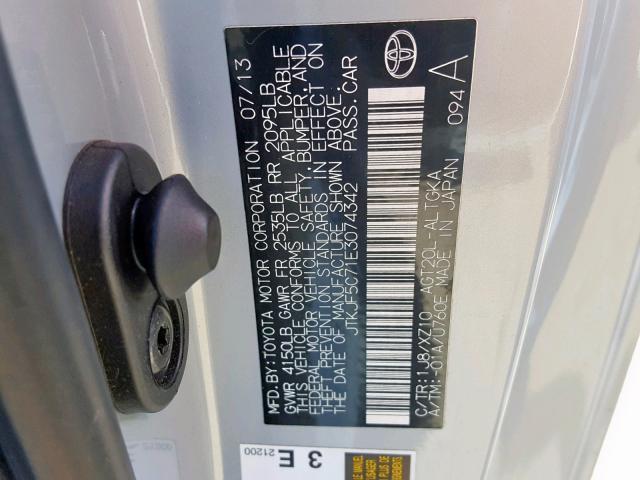 MFD. BY: TOYOTA MOTOR CORPORATION 07/13
GVWR 4150LB GAWR FR 2535LB RR 2095LB
THIS VEHICLE CONFORMS TO ALL APPLICABLE
FEDERAL MOTOR VEHICLE SAFETY, BUMPER, AND
THEFT PREVENTION STANDARDS IN EFFECT ON
THE DATE OF MANUFACTURE SHOWN ABOVE.
JTKJF5C71E3074342 PASS. CAR
C/TR: 1J8/XZ10 AGT20L-ALTGKA 094 A
A/TM: -01A/U760E MADE IN JAPAN
3 E
21200